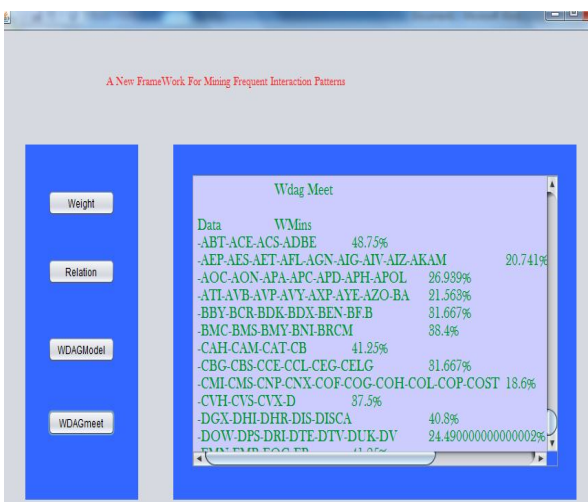 A New FrameWork For Mining Frequent Interaction Patterns
Weight
Relation
WDAGModel
WDAGmeet
Wdag Meet
Data WMins
-ABT-ACE-ACS-ADBE 48.75%
-AEP-AES-AET-AFL-AGN-AIG-AIV-AIZ-AKAM 20.741%
-AOC-AON-APA-APC-APD-APH-APOL 26.939%
-ATI-AVB-AVP-AVY-AXP-AYE-AZO-BA 21.563%
-BBY-BCR-BDK-BDX-BEN-BF.B 31.667%
-BMC-BMS-BMY-BNI-BRCM 38.4%
-CAH-CAM-CAT-CB 41.25%
-CBG-CBS-CCE-CCL-CEG-CELG 31.667%
-CMI-CMS-CNP-CNX-COF-COG-COH-COL-COP-COST 18.6%
-CVH-CVS-CVX-D 37.5%
-DGX-DHI-DHR-DIS-DISCA 40.8%
-DOW-DPS-DRI-DTE-DTV-DUK-DV 24.490000000000002%